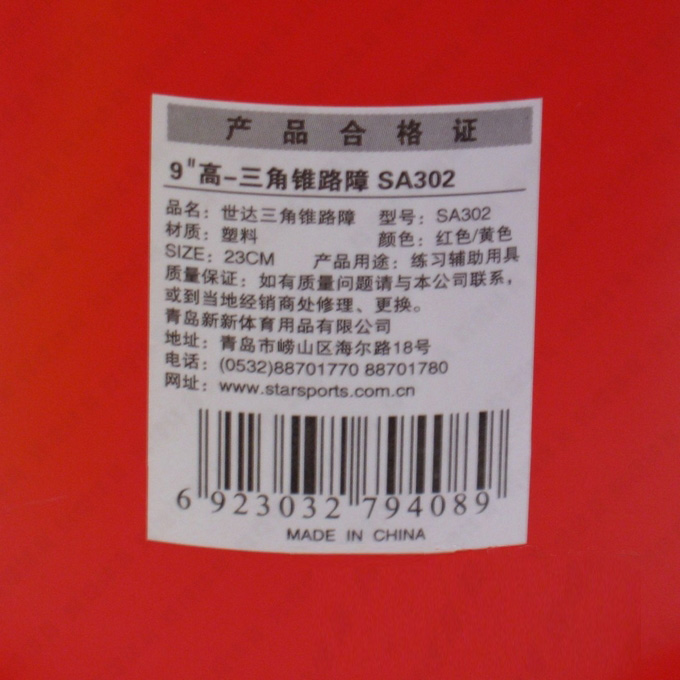 产品合格证
9"高-三角锥路障 SA302
品名：世达三角锥路障 型号：SA302
材质：塑料 颜色：红色/黄色
SIZE：23CM 产品用途：练习辅助用具
质量保证：如有质量问题请与本公司联系，
或到当地经销商处修理、更换。
青岛新新体育用品有限公司
地址：青岛市崂山区海尔路18号
电话：(0532)88701770 88701780
网址：www.starsports.com.cn
6 923032 794089
MADE IN CHINA